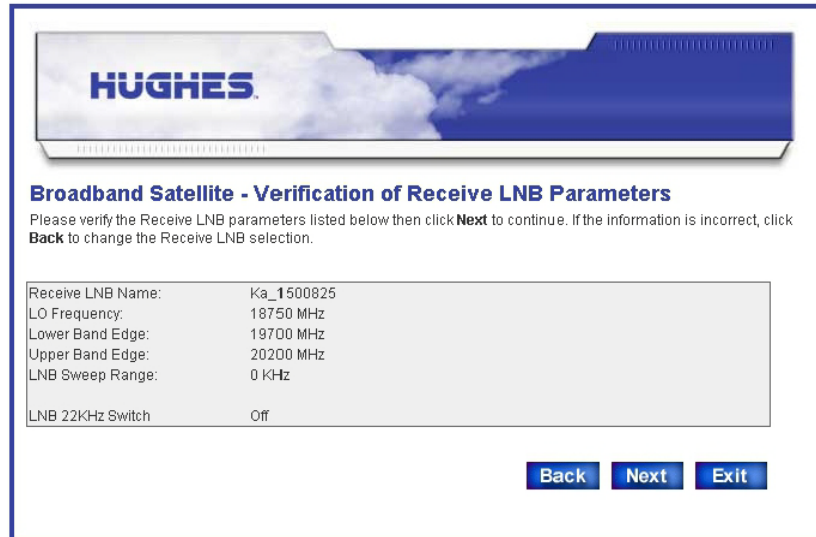 HUGHES.
Broadband Satellite - Verification of Receive LNB Parameters
Please verify the Receive LNB parameters listed below then click Next to continue. If the information is incorrect, click
Back to change the Receive LNB selection.
Receive LNB Name: Ka_1500825
LO Frequency: 18750 MHz
Lower Band Edge: 19700 MHz
Upper Band Edge: 20200 MHz
LNB Sweep Range: 0 KHz
LNB 22KHz Switch Off
Back Next Exit